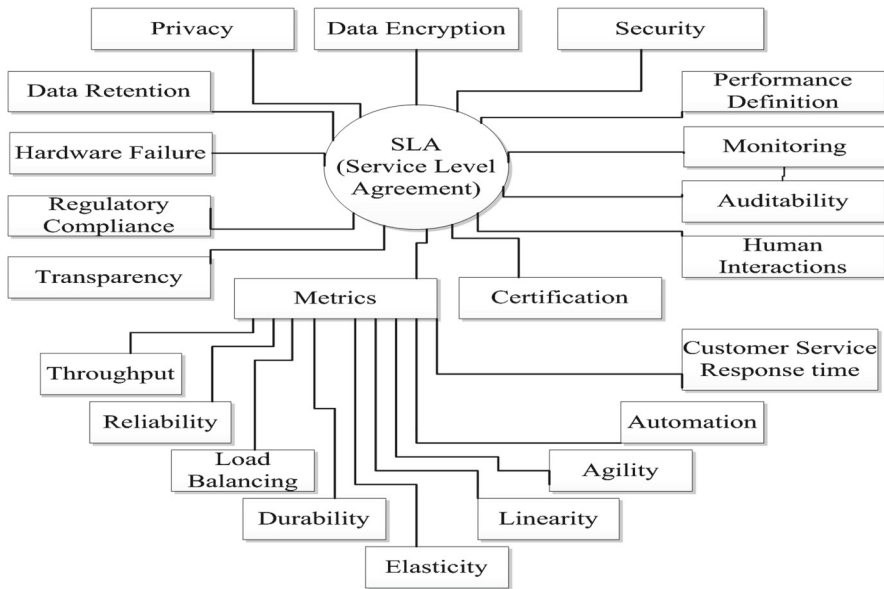 Privacy
Data Encryption
Security
Data Retention
Performance
Definition
Hardware Failure
SLA
(Service Level
Agreement)
Monitoring
Auditability
Regulatory
Compliance
Human
Interactions
Transparency
Metrics
Certification
Throughput
Customer Service
Response time
Reliability
Automation
Load
Balancing
Agility
Durability
Linearity
Elasticity